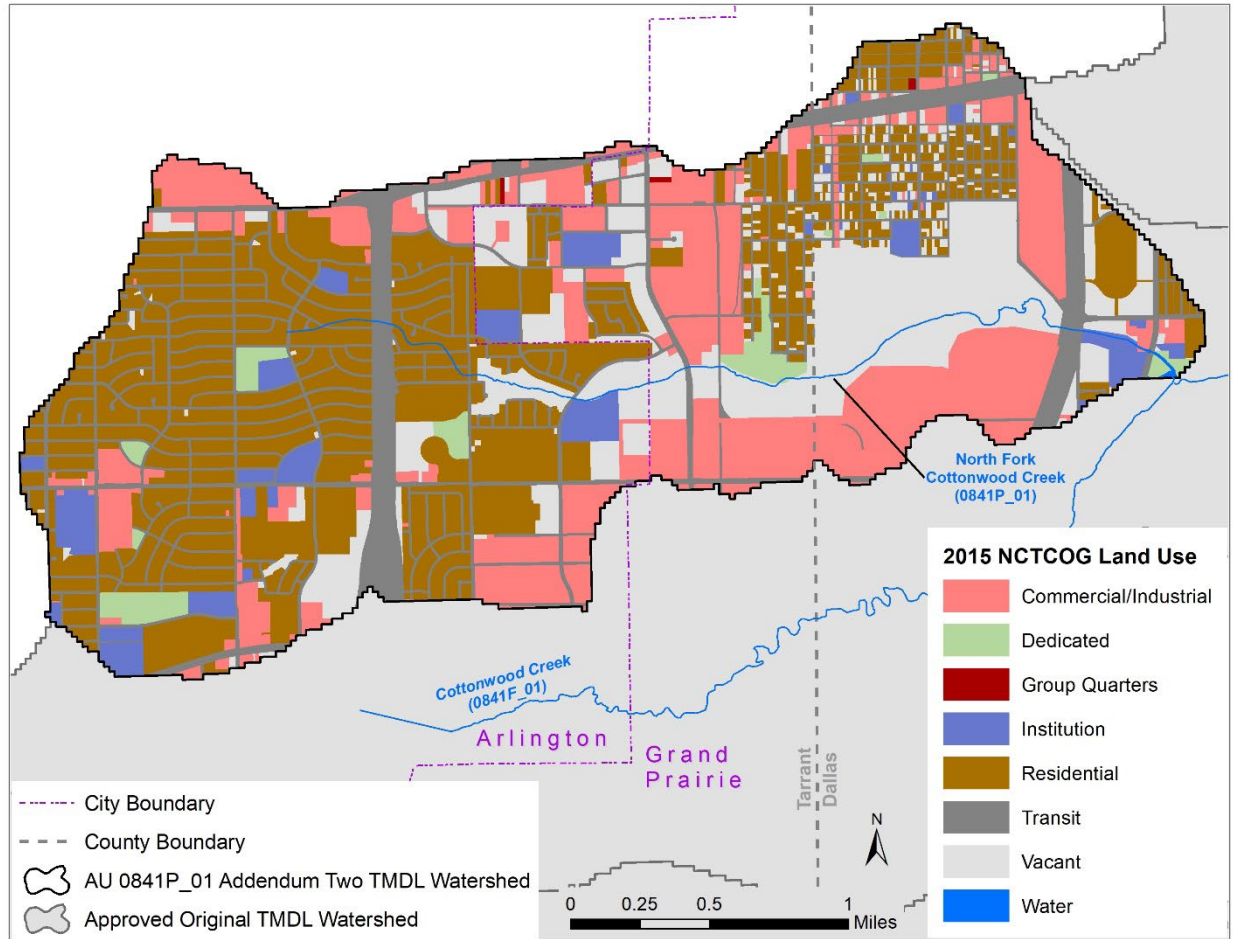 North Fork
Cottonwood Creek
(0841P_01)
Cottonwood Creek
(0841F_01)
Arlington
Grand
Prairie
Tarrant
Dallas
N
0 0.25 0.5 1
Miles
City Boundary
County Boundary
AU 0841P_01 Addendum Two TMDL Watershed
Approved Original TMDL Watershed
2015 NCTCOG Land Use
Commercial/Industrial
Dedicated
Group Quarters
Institution
Residential
Transit
Vacant
Water